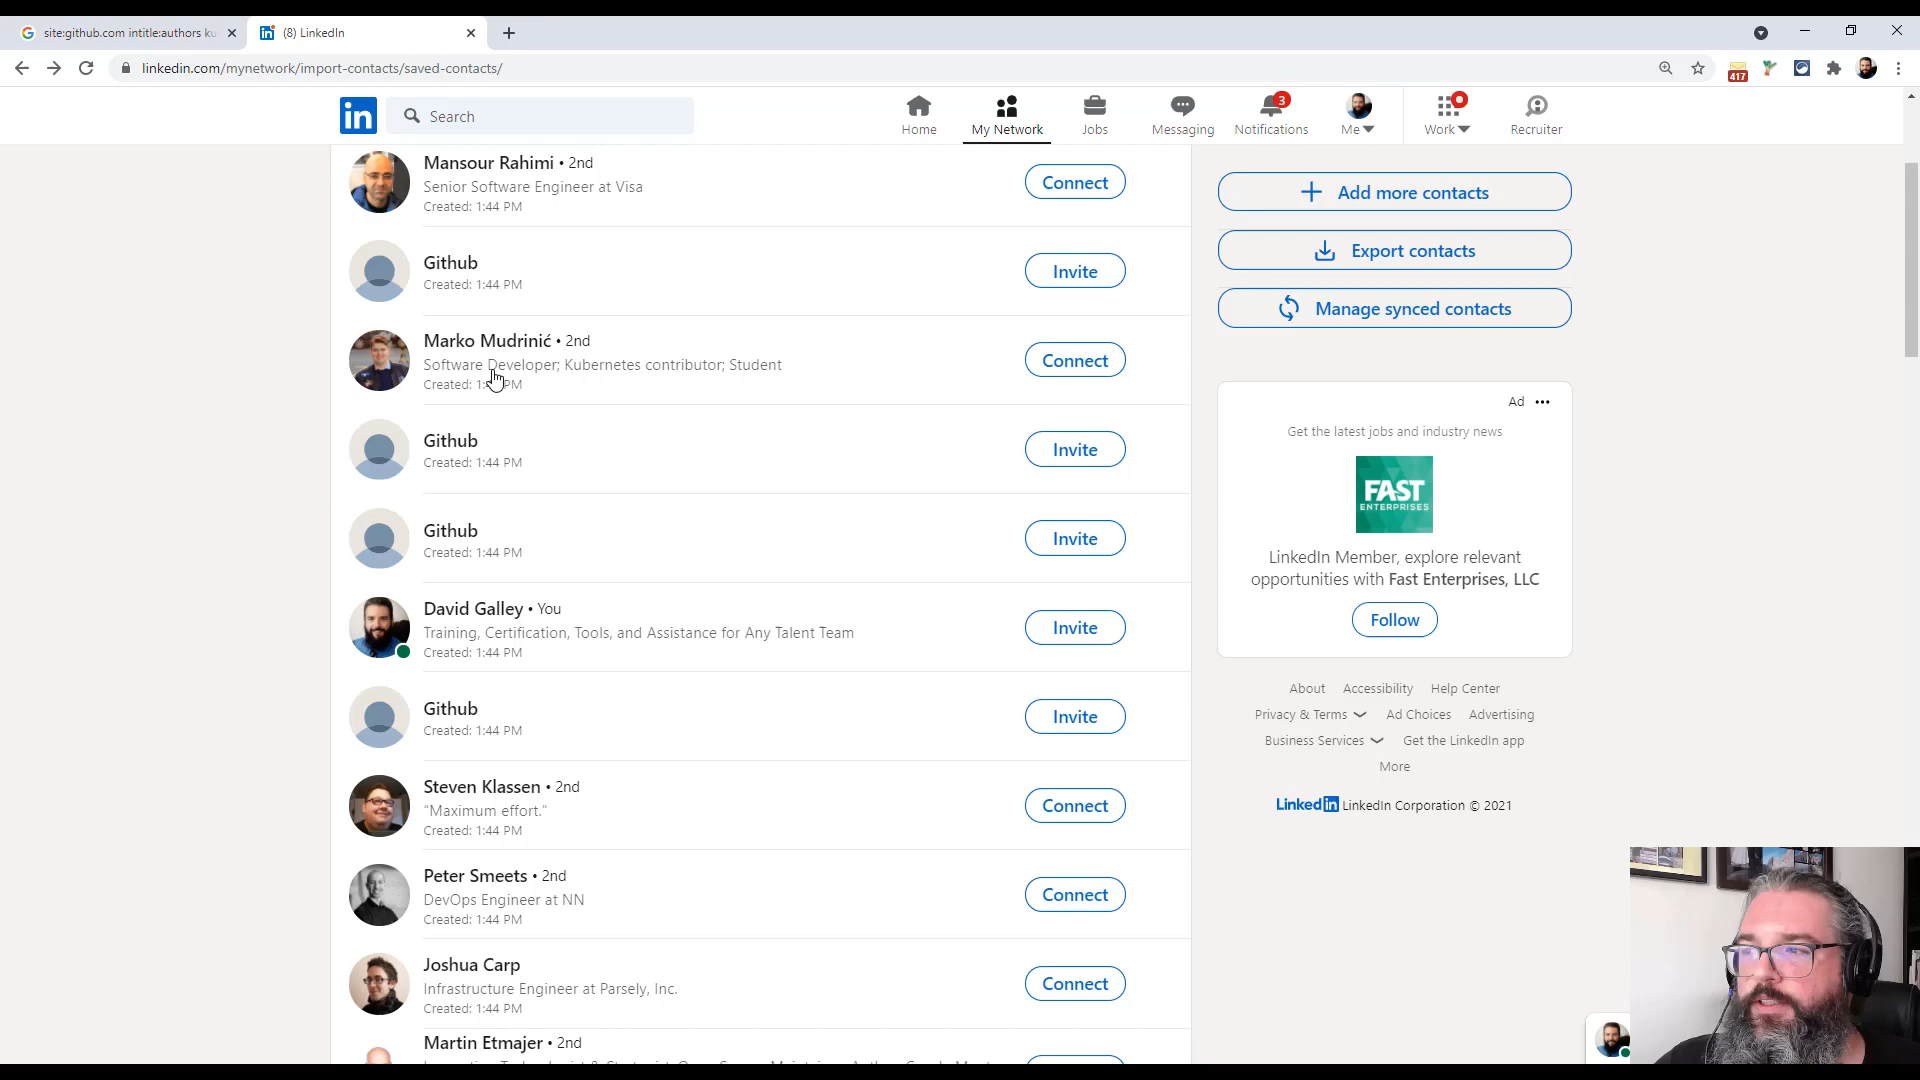 site:github.com intitle:authors ku
(8) LinkedIn
linkedin.com/mynetwork/import-contacts/saved-contacts/
417
in
Search
Home
My Network
Jobs
Messaging
3
Notifications
Me
Work
Recruiter
Mansour Rahimi • 2nd
Senior Software Engineer at Visa
Created: 1:44 PM
Connect
Github
Created: 1:44 PM
Invite
Marko Mudrinić • 2nd
Software Developer; Kubernetes contributor; Student
Created: 1: PM
Connect
Github
Created: 1:44 PM
Invite
Github
Created: 1:44 PM
Invite
David Galley • You
Training, Certification, Tools, and Assistance for Any Talent Team
Created: 1:44 PM
Invite
Github
Created: 1:44 PM
Invite
Steven Klassen • 2nd
“Maximum effort.”
Created: 1:44 PM
Connect
Peter Smeets • 2nd
DevOps Engineer at NN
Created: 1:44 PM
Connect
Joshua Carp
Infrastructure Engineer at Parsely, Inc.
Created: 1:44 PM
Connect
Martin Etmajer • 2nd
Add more contacts
Export contacts
Manage synced contacts
Ad
Get the latest jobs and industry news
FAST
ENTERPRISES
LinkedIn Member, explore relevant
opportunities with Fast Enterprises, LLC
Follow
About Accessibility Help Center
Privacy & Terms Ad Choices Advertising
Business Services Get the LinkedIn app
More
LinkedIn LinkedIn Corporation © 2021